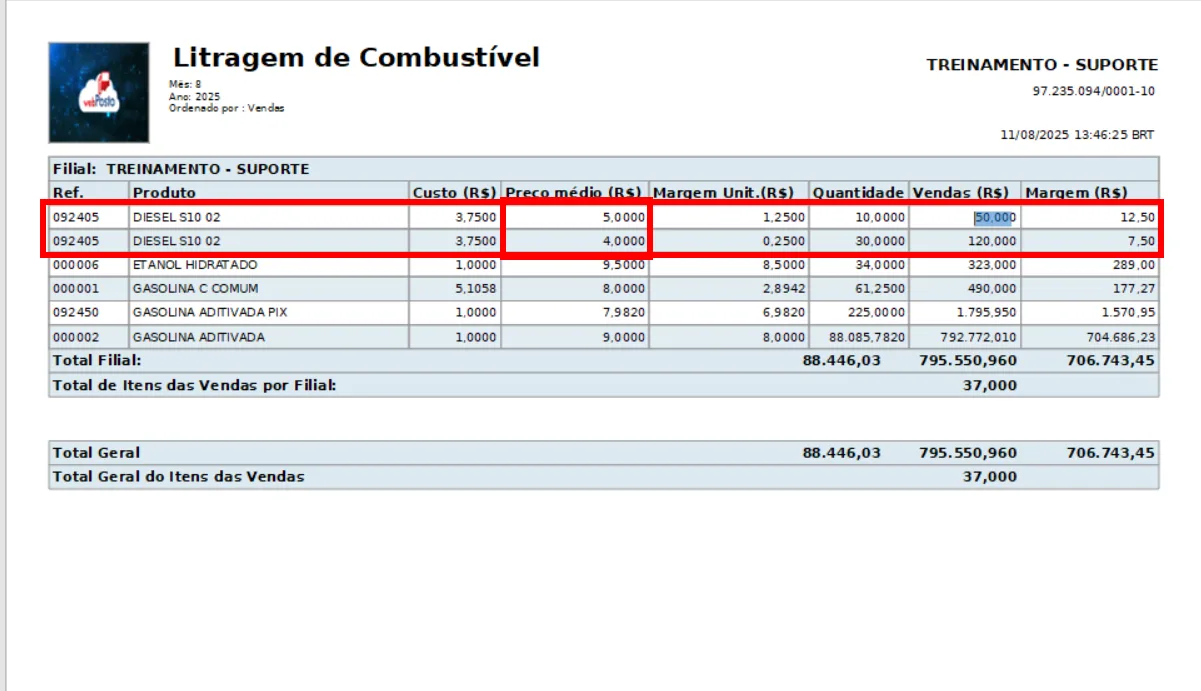 Litragem de Combustível
Mês: 8
Ano: 2025
Ordenado por : Vendas
TREINAMENTO - SUPORTE
97.235.094/0001-10
11/08/2025 13:46:25 BRT
webPosto
Filial: TREINAMENTO - SUPORTE
Ref. Produto Custo (R$) Preço médio (R$) Margem Unit.(R$) Quantidade Vendas (R$) Margem (R$)
092405 DIESEL S10 02 3,7500 5,0000 1,2500 10,0000 50,000 12,50
092405 DIESEL S10 02 3,7500 4,0000 0,2500 30,0000 120,000 7,50
000006 ETANOL HIDRATADO 1,0000 9,5000 8,5000 34,0000 323,000 289,00
000001 GASOLINA C COMUM 5,1058 8,0000 2,8942 61,2500 490,000 177,27
092450 GASOLINA ADITIVADA PIX 1,0000 7,9820 6,9820 225,0000 1.795,950 1.570,95
000002 GASOLINA ADITIVADA 1,0000 9,0000 8,0000 88.085,7820 792.772,010 704.686,23
Total Filial: 88.446,03 795.550,960 706.743,45
Total de Itens das Vendas por Filial: 37,000
Total Geral 88.446,03 795.550,960 706.743,45
Total Geral do Itens das Vendas 37,000